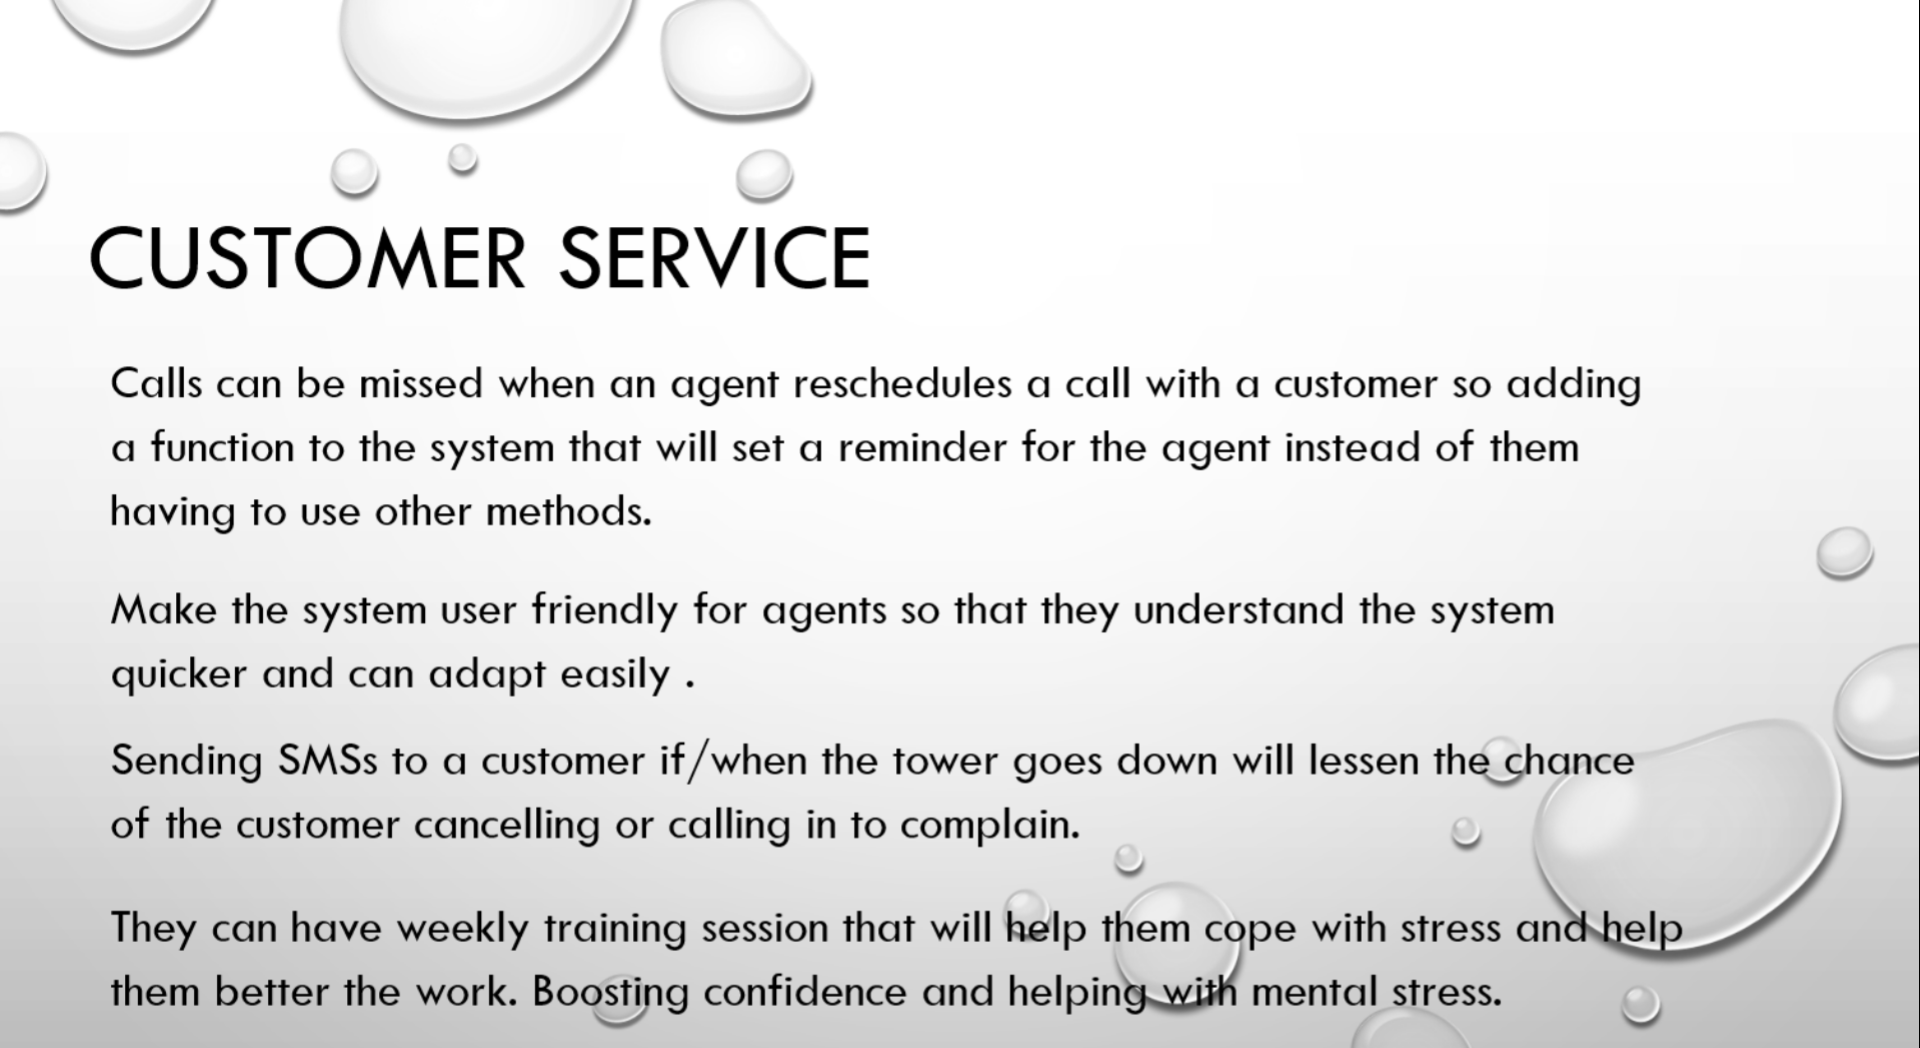 CUSTOMER SERVICE
Calls can be missed when an agent reschedules a call with a customer so adding
a function to the system that will set a reminder for the agent instead of them
having to use other methods.
Make the system user friendly for agents so that they understand the system
quicker and can adapt easily .
Sending SMSs to a customer if/when the tower goes down will lessen the chance
of the customer cancelling or calling in to complain.
They can have weekly training session that will help them cope with stress and help
them better the work. Boosting confidence and helping with mental stress.